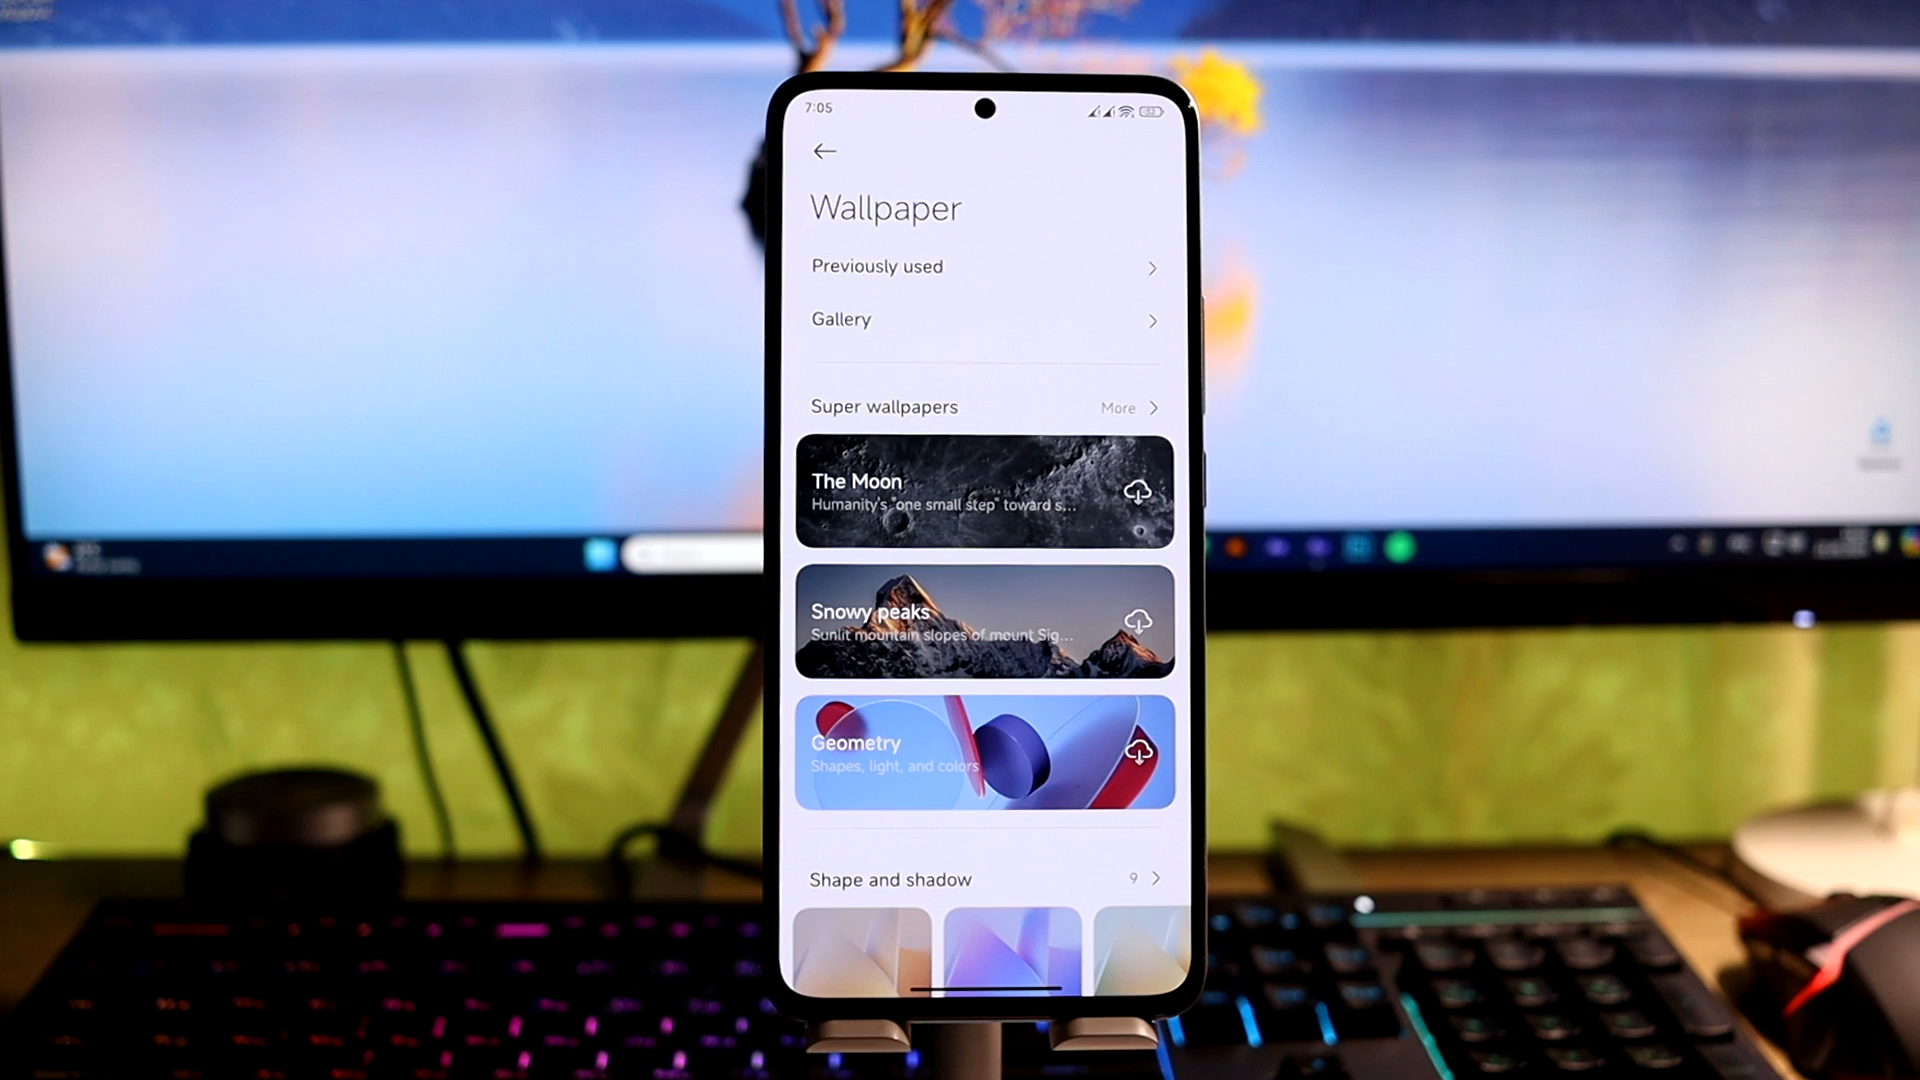 7:05
Wallpaper
Previously used
Gallery
Super wallpapers
More
The Moon
Humanity's "one small step" toward s...
Snowy peaks
Sunlit mountain slopes of mount Sig...
Geometry
Shapes, light, and colors
Shape and shadow
9